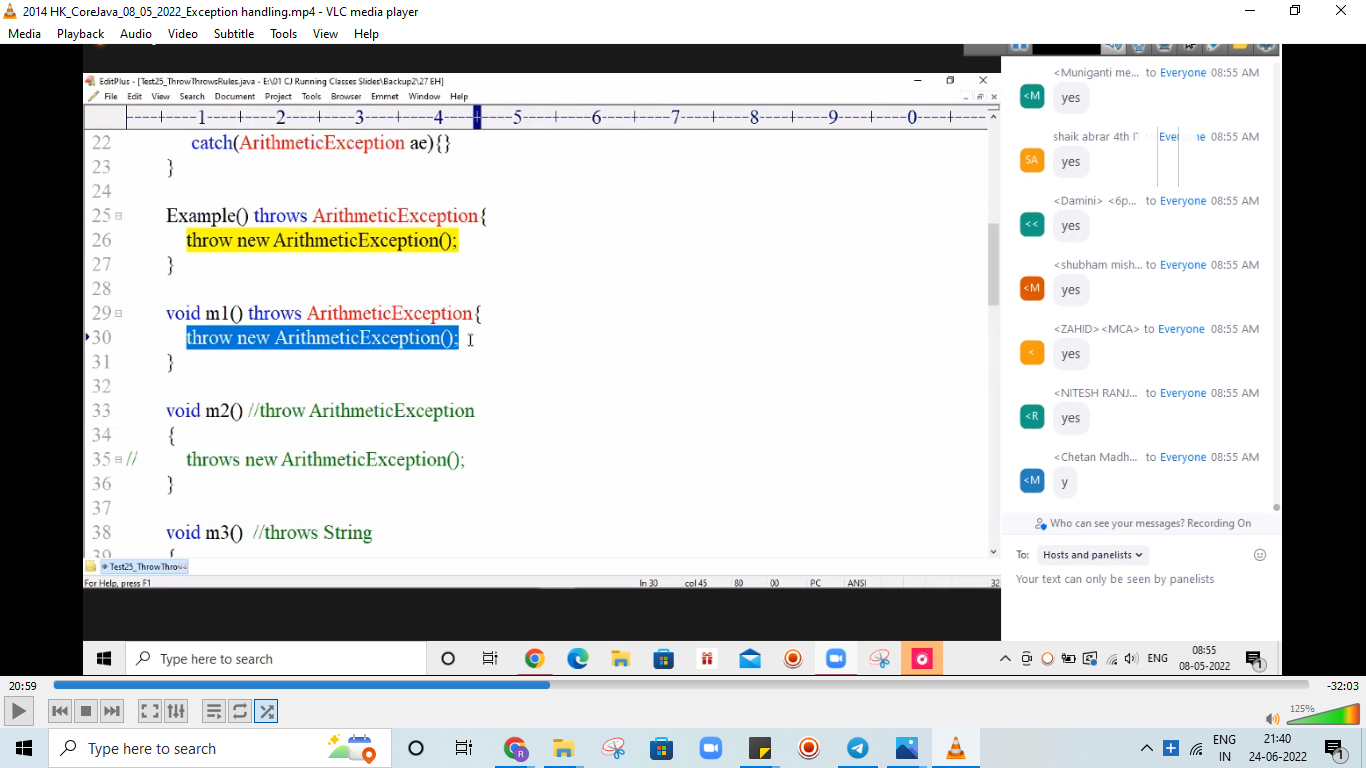 2014 HK_CoreJava_08_05_2022_Exception handling.mp4 - VLC media player
Media Playback Audio Video Subtitle Tools View Help
EditPlus - [Test25_ThrowThrowsRules.java - E:\01 CJ Running Classes Slides\Backup2\27 EH]
File Edit View Search Document Project Tools Browser Emmet Window Help
----+----1----+----2----+----3----+----4----+----5----+----6----+----7----+----8----+----9----+----0----+---
22 catch(ArithmeticException ae){}
23 }
24
25 Example() throws ArithmeticException{
26 throw new ArithmeticException();
27 }
28
29 void m1() throws ArithmeticException{
30 throw new ArithmeticException();
31 }
32
33 void m2() //throw ArithmeticException
34 {
35 // throws new ArithmeticException();
36 }
37
38 void m3() //throws String
39 {
Test25_ThrowThro
For Help, press F1 ln 30 col 45 80 00 PC ANSI 32
<Muniganti me... to Everyone 08:55 AM
<M yes
shaik abrar 4th to Everyone 08:55 AM
SA yes
<Damini> <6p... to Everyone 08:55 AM
<< yes
<shubham mish... to Everyone 08:55 AM
<M yes
<ZAHID><MCA> to Everyone 08:55 AM
< yes
<NITESH RANJ... to Everyone 08:55 AM
<R yes
<Chetan Madh... to Everyone 08:55 AM
<M y
Who can see your messages? Recording On
To: Hosts and panelists
Your text can only be seen by panelists
Type here to search ENG 08:55
08-05-2022 1
20:59 -32:03
125%
Type here to search R ENG IN 21:40
24-06-2022 1